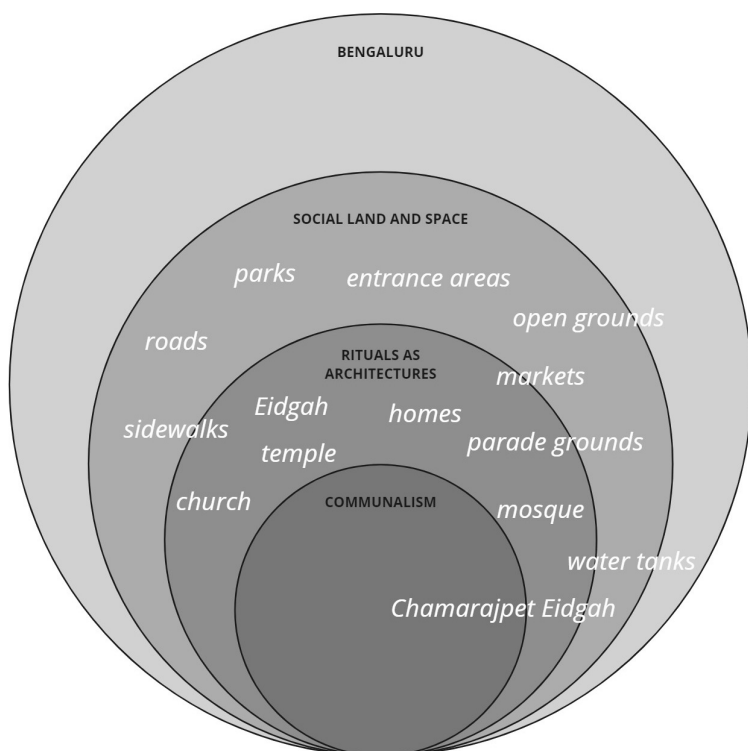 BENGALURU
SOCIAL LAND AND SPACE
parks
entrance areas
open grounds
roads
RITUALS AS
ARCHITECTURES
markets
Eidgah
homes
sidewalks
parade grounds
temple
church
COMMUNALISM
mosque
water tanks
Chamarajpet Eidgah